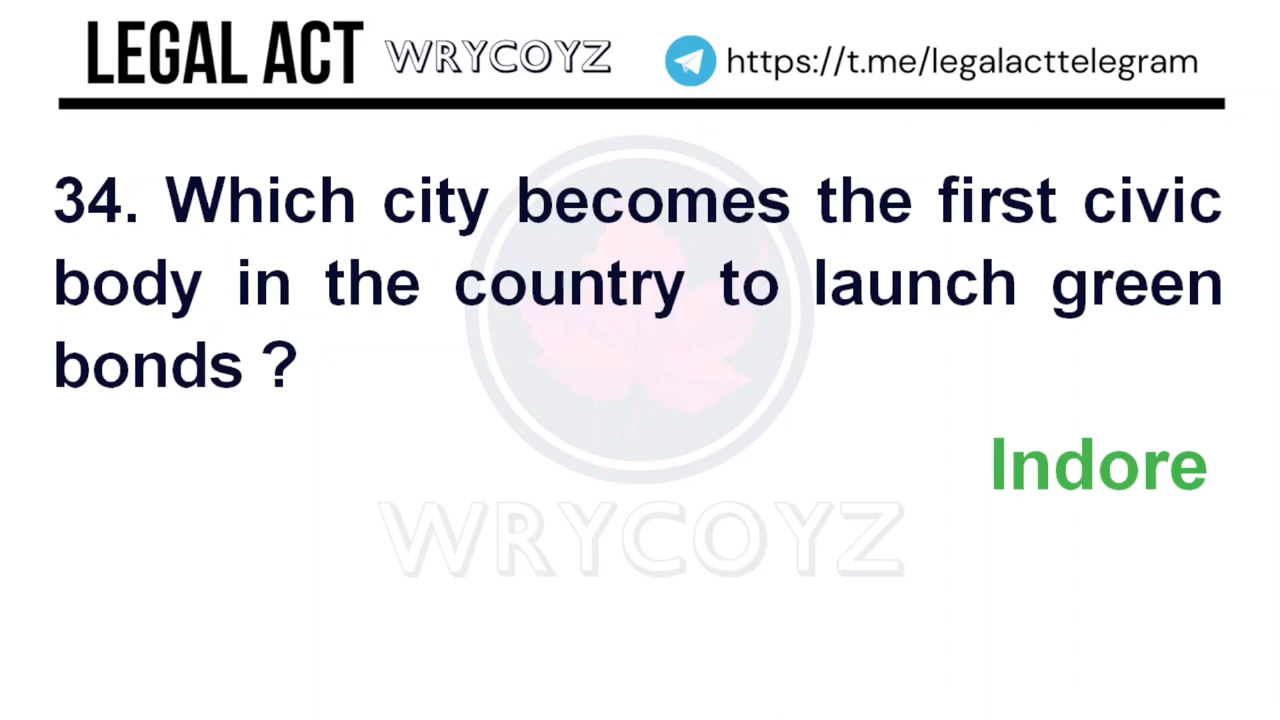 LEGAL ACT WRYCOYZ https://t.me/legalacttelegram
34. Which city becomes the first civic
body in the country to launch green
bonds ?
Indore
WRYCOYZ